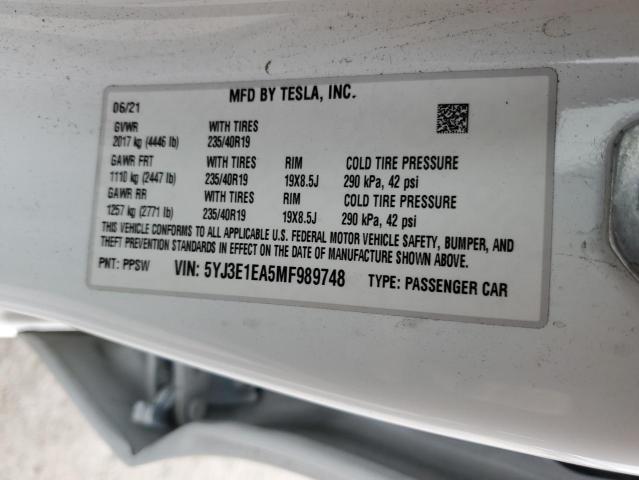 MFD BY TESLA, INC.
06/21
GVWR WITH TIRES
2017 kg (4446 lb) 235/40R19
GAWR FRT WITH TIRES RIM COLD TIRE PRESSURE
1110 kg (2447 lb) 235/40R19 19X8.5J 290 kPa, 42 psi
GAWR RR WITH TIRES RIM COLD TIRE PRESSURE
1257 kg (2771 lb) 235/40R19 19X8.5J 290 kPa, 42 psi
THIS VEHICLE CONFORMS TO ALL APPLICABLE U.S. FEDERAL MOTOR VEHICLE SAFETY, BUMPER, AND
THEFT PREVENTION STANDARDS IN EFFECT ON THE DATE OF MANUFACTURE SHOWN ABOVE.
PNT: PPSW VIN: 5YJ3E1EA5MF989748 TYPE: PASSENGER CAR